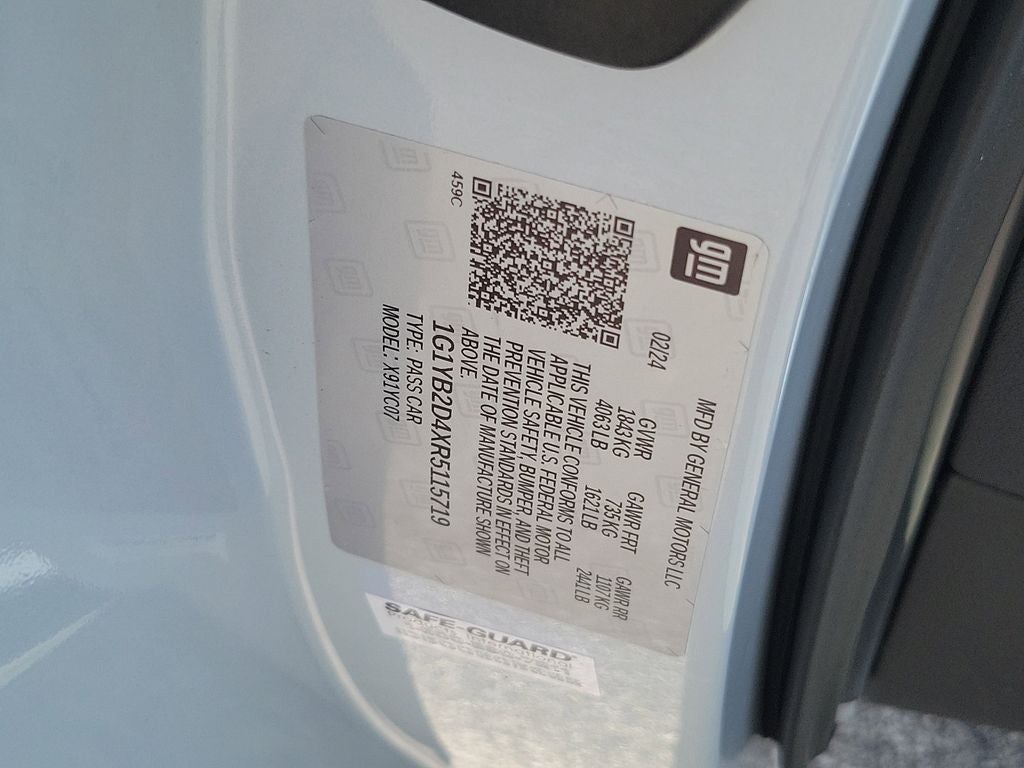 gm
MFD BY GENERAL MOTORS LLC
02/24
GVWR GAWR FRT GAWR RR
1843KG 735KG 1107KG
4063LB 1621LB 2441LB
THIS VEHICLE CONFORMS TO ALL
APPLICABLE U.S. FEDERAL MOTOR
VEHICLE SAFETY, BUMPER, AND THEFT
PREVENTION STANDARDS IN EFFECT ON
THE DATE OF MANUFACTURE SHOWN
ABOVE.
1G1YB2D4XR5115719
TYPE: PASS CAR
MODEL: X91YC07
459C
SAFE-GUARD